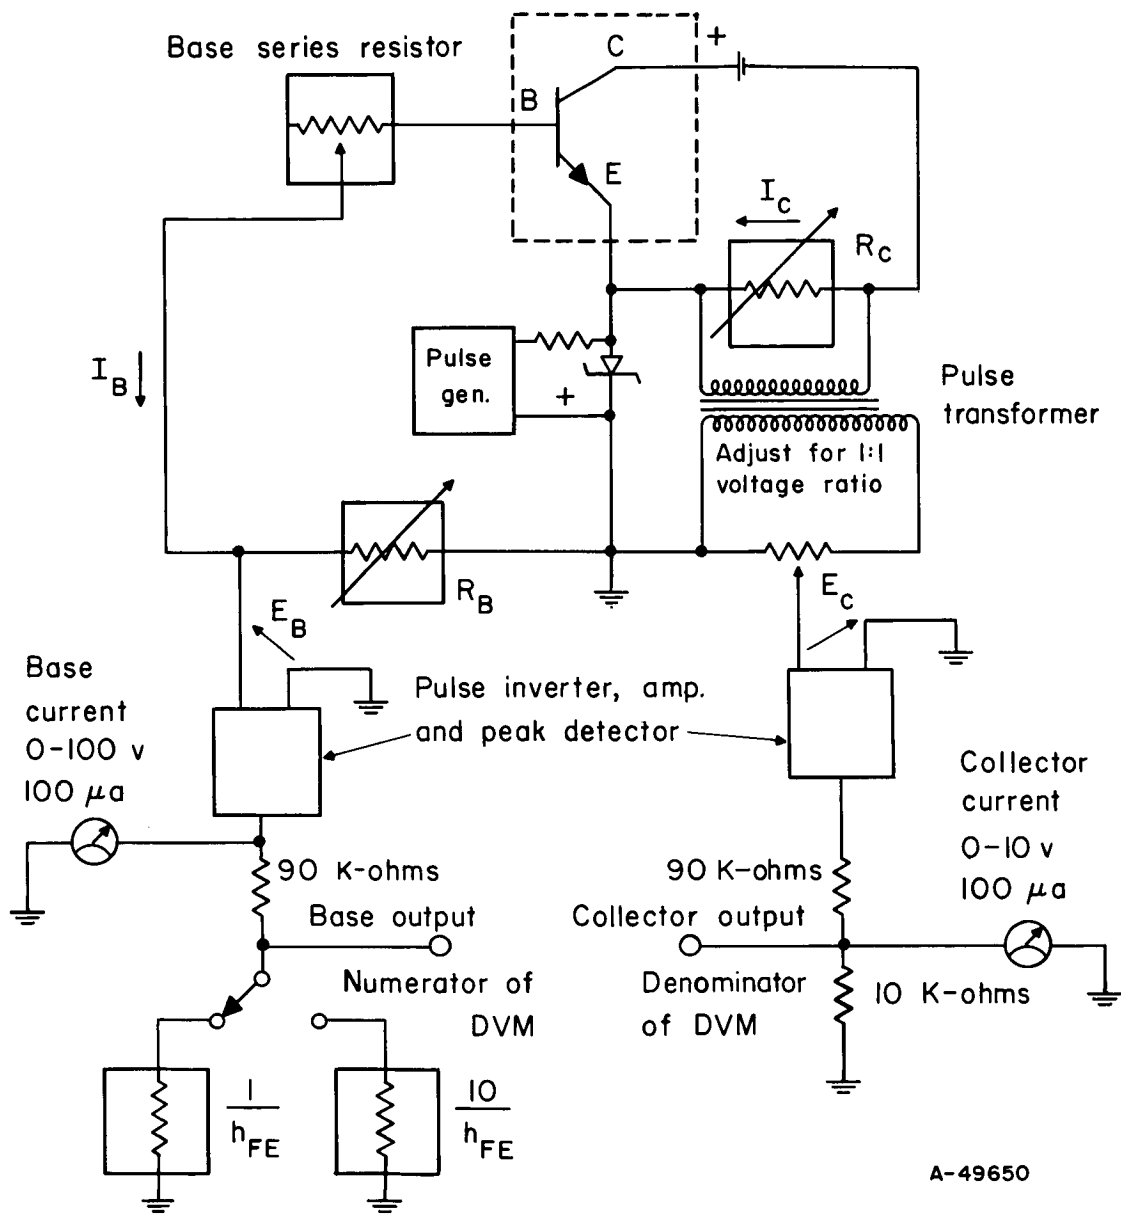 Base series resistor
C
+
B
E
I_C
R_C
I_B
Pulse
gen.
+
Pulse
transformer
Adjust for 1:1
voltage ratio
R_B
E_B
E_C
Base
current
0-100 v
100 μa
Pulse inverter, amp.
and peak detector
Collector
current
0-10 v
100 μa
90 K-ohms
90 K-ohms
Base output
Collector output
Numerator of
DVM
Denominator
of DVM
10 K-ohms
1
h_FE
10
h_FE
A-49650